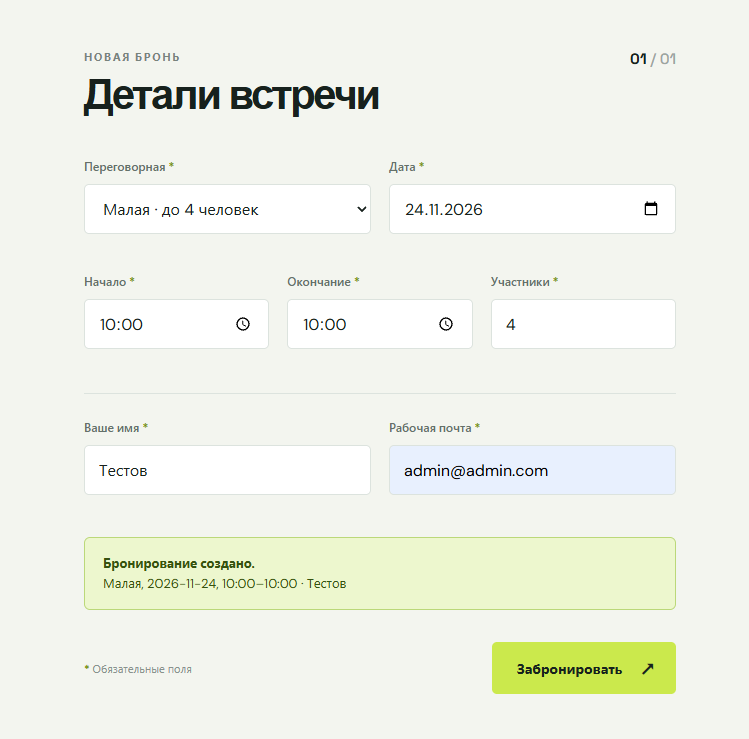 НОВАЯ БРОНЬ
01 / 01
Детали встречи
Переговорная *
Дата *
Малая · до 4 человек
24.11.2026
Начало *
Окончание *
Участники *
10:00
10:00
4
Ваше имя *
Рабочая почта *
Тестов
admin@admin.com
Бронирование создано.
Малая, 2026-11-24, 10:00–10:00 · Тестов
* Обязательные поля
Забронировать ↗